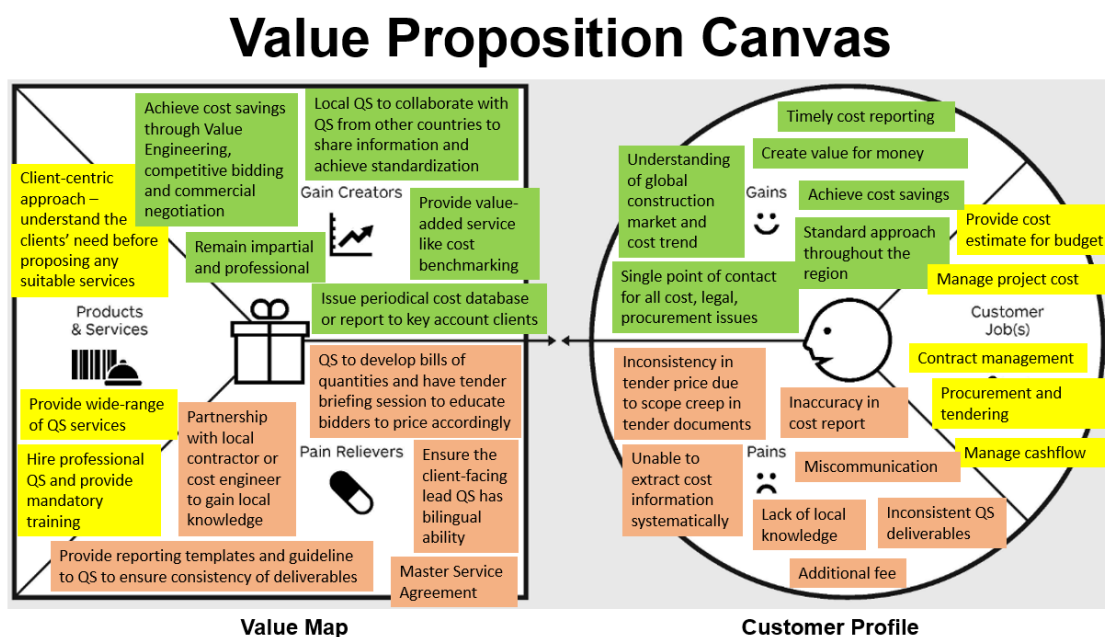 Value Proposition Canvas
Achieve cost savings
through Value
Engineering,
competitive bidding
and commercial
negotiation
Local QS to collaborate with
QS from other countries to
share information and
achieve standardization
Client-centric
approach –
understand the
clients' need before
proposing any
suitable services
Gain Creators
Provide value-
added service
like cost
benchmarking
Remain impartial
and professional
Issue periodical cost database
or report to key account clients
Products
& Services
Provide wide-range
of QS services
Hire professional
QS and provide
mandatory
training
QS to develop bills of
quantities and have tender
briefing session to educate
bidders to price accordingly
Partnership
with local
contractor or
cost engineer
to gain local
knowledge
Pain Relievers
Ensure the
client-facing
lead QS has
bilingual
ability
Provide reporting templates and guideline
to QS to ensure consistency of deliverables
Master Service
Agreement
Value Map
Timely cost reporting
Create value for money
Understanding
of global
construction
market and
cost trend
Gains
Achieve cost savings
Standard approach
throughout the
region
Single point of contact
for all cost, legal,
procurement issues
Provide cost
estimate for budget
Manage project cost
Customer
Job(s)
Contract management
Procurement and
tendering
Manage cashflow
Inconsistency in
tender price due
to scope creep in
tender documents
Inaccuracy in
cost report
Unable to
extract cost
information
systematically
Pains
Miscommunication
Lack of local
knowledge
Inconsistent QS
deliverables
Additional fee
Customer Profile